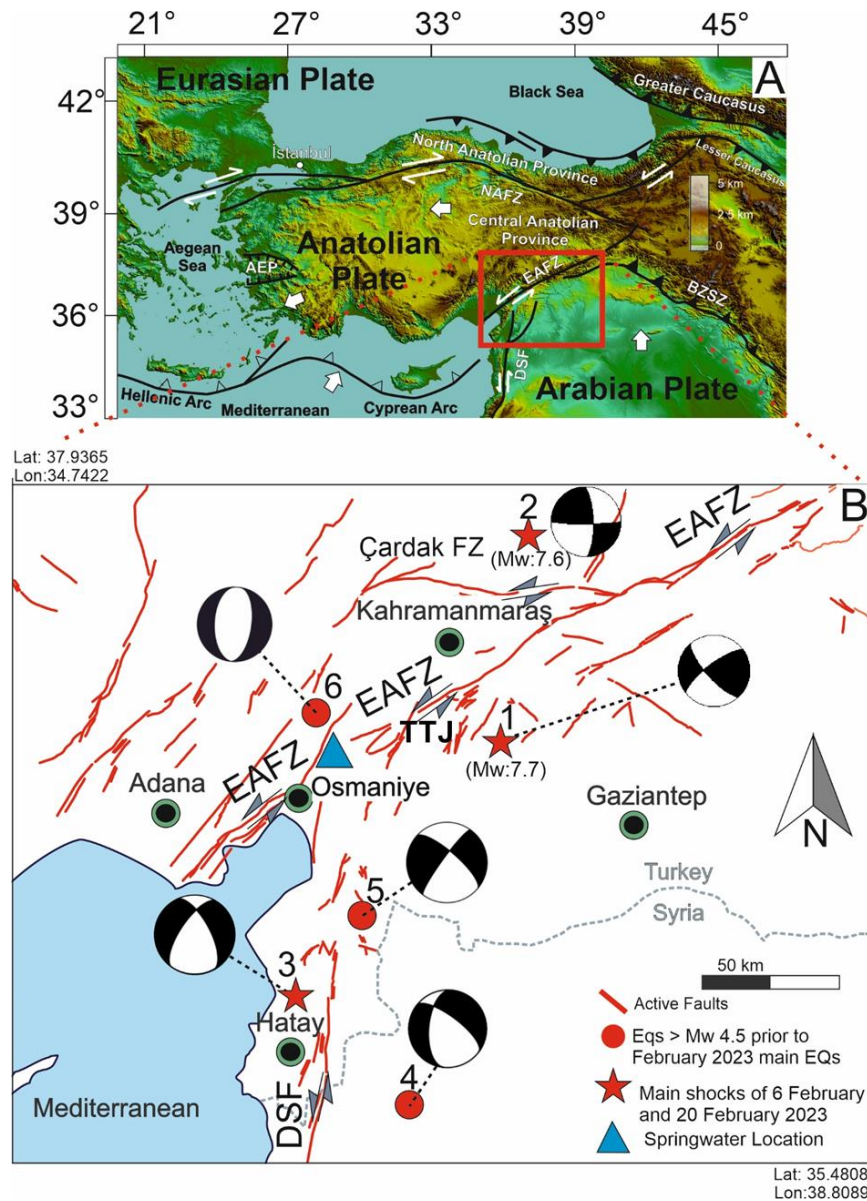 21°
27°
33°
39°
45°
42°
39°
36°
33°
A
Eurasian Plate
Black Sea
Greater Caucasus
İstanbul
North Anatolian Province
Lesser Caucasus
NAFZ
5 km
2.5 km
0
Central Anatolian
Province
Aegean
Sea
AEP
Anatolian
Plate
EAFZ
BZSZ
DSF
Arabian Plate
Hellenic Arc
Mediterranean
Cyprean Arc
Lat: 37.9365
Lon:34.7422
B
2
(Mw:7.6)
EAFZ
Çardak FZ
Kahramanmaraş
6
EAFZ
TTJ
1
(Mw:7.7)
Adana
EAFZ
Osmaniye
Gaziantep
N
5
Turkey
Syria
3
Hatay
4
DSF
Mediterranean
50 km
Active Faults
Eqs > Mw 4.5 prior to
February 2023 main EQs
Main shocks of 6 February
and 20 February 2023
Springwater Location
Lat: 35.4808
Lon:38.8089